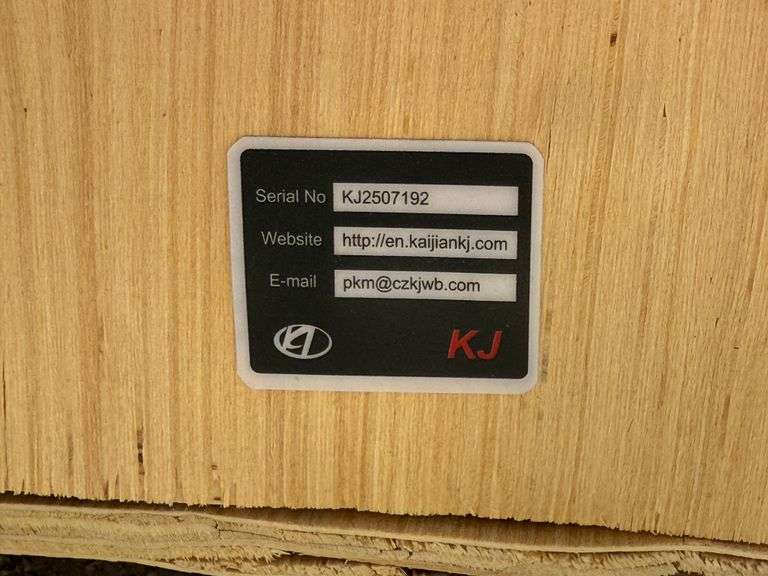 Serial No KJ2507192
Website http://en.kaijiankj.com
E-mail pkm@czkjwb.com
KJ